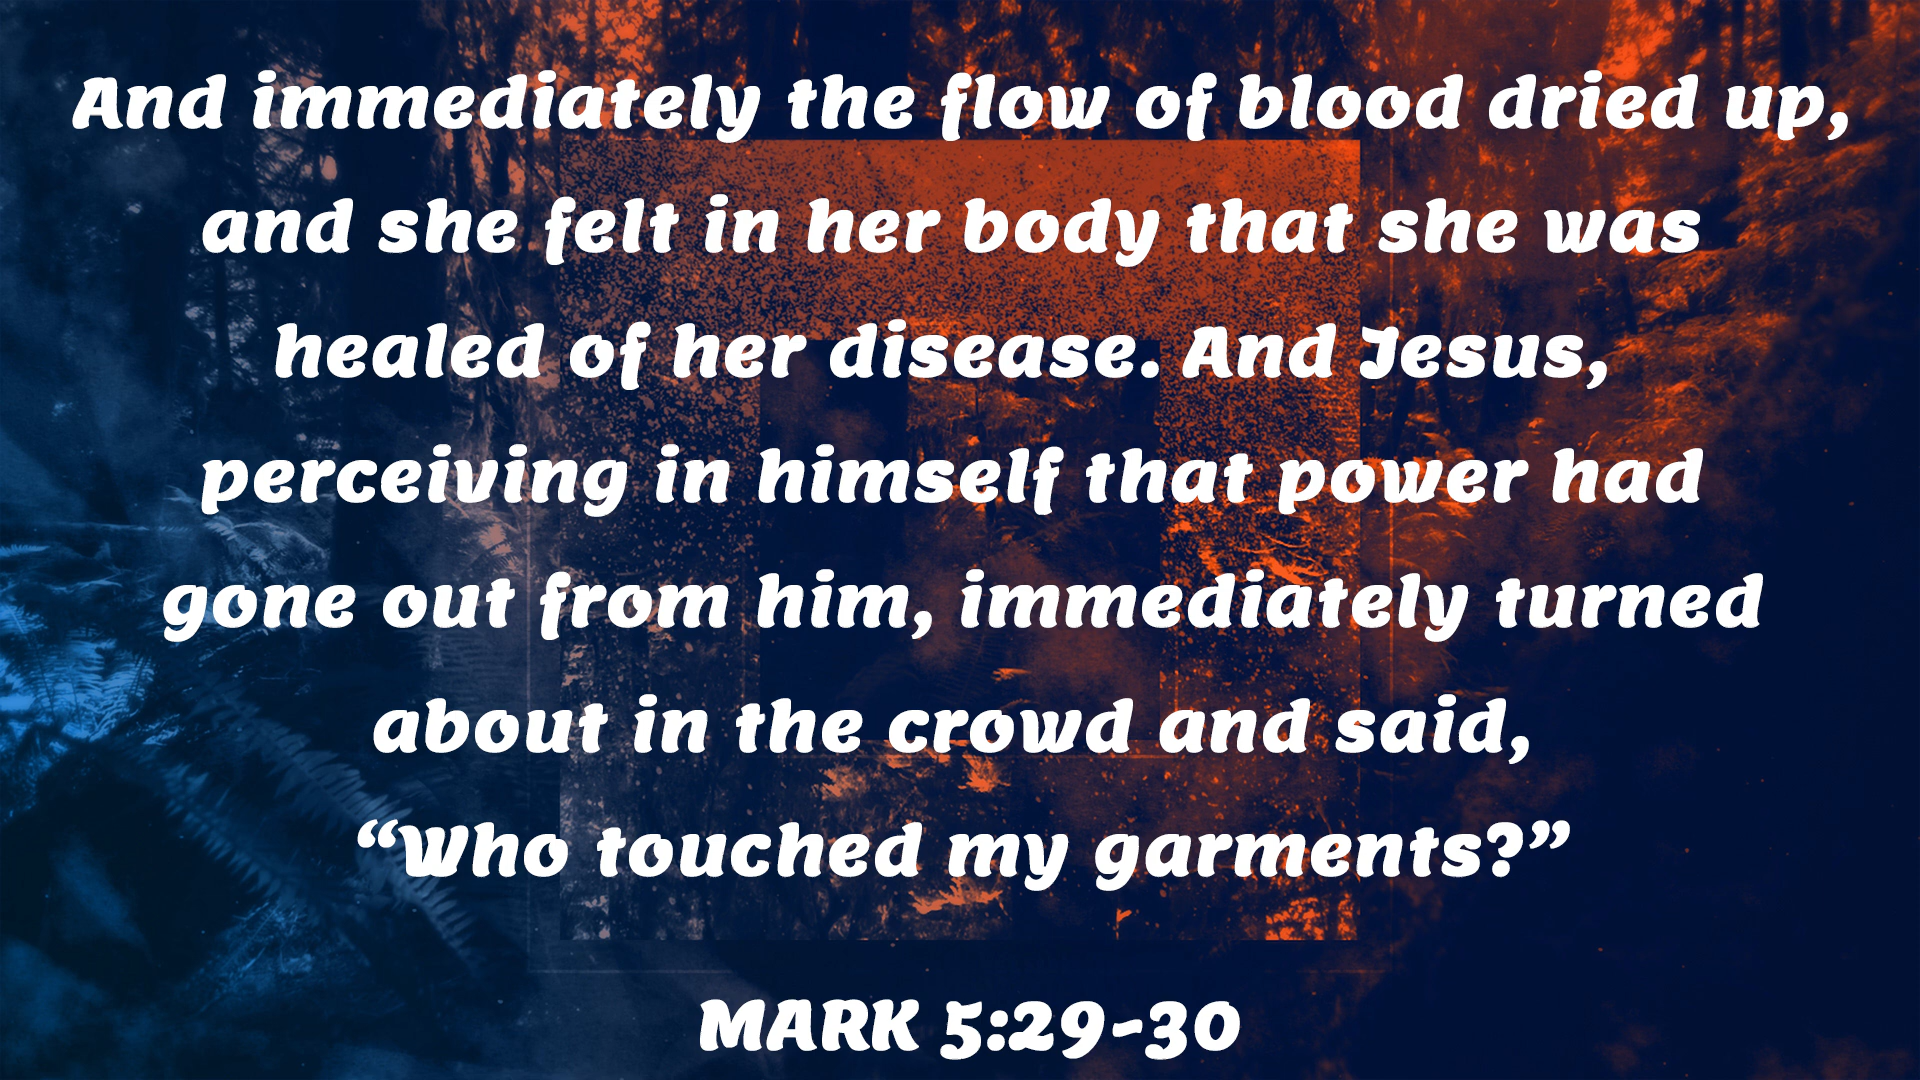 And immediately the flow of blood dried up,
and she felt in her body that she was
healed of her disease. And Jesus,
perceiving in himself that power had
gone out from him, immediately turned
about in the crowd and said,
“Who touched my garments?”
MARK 5:29-30